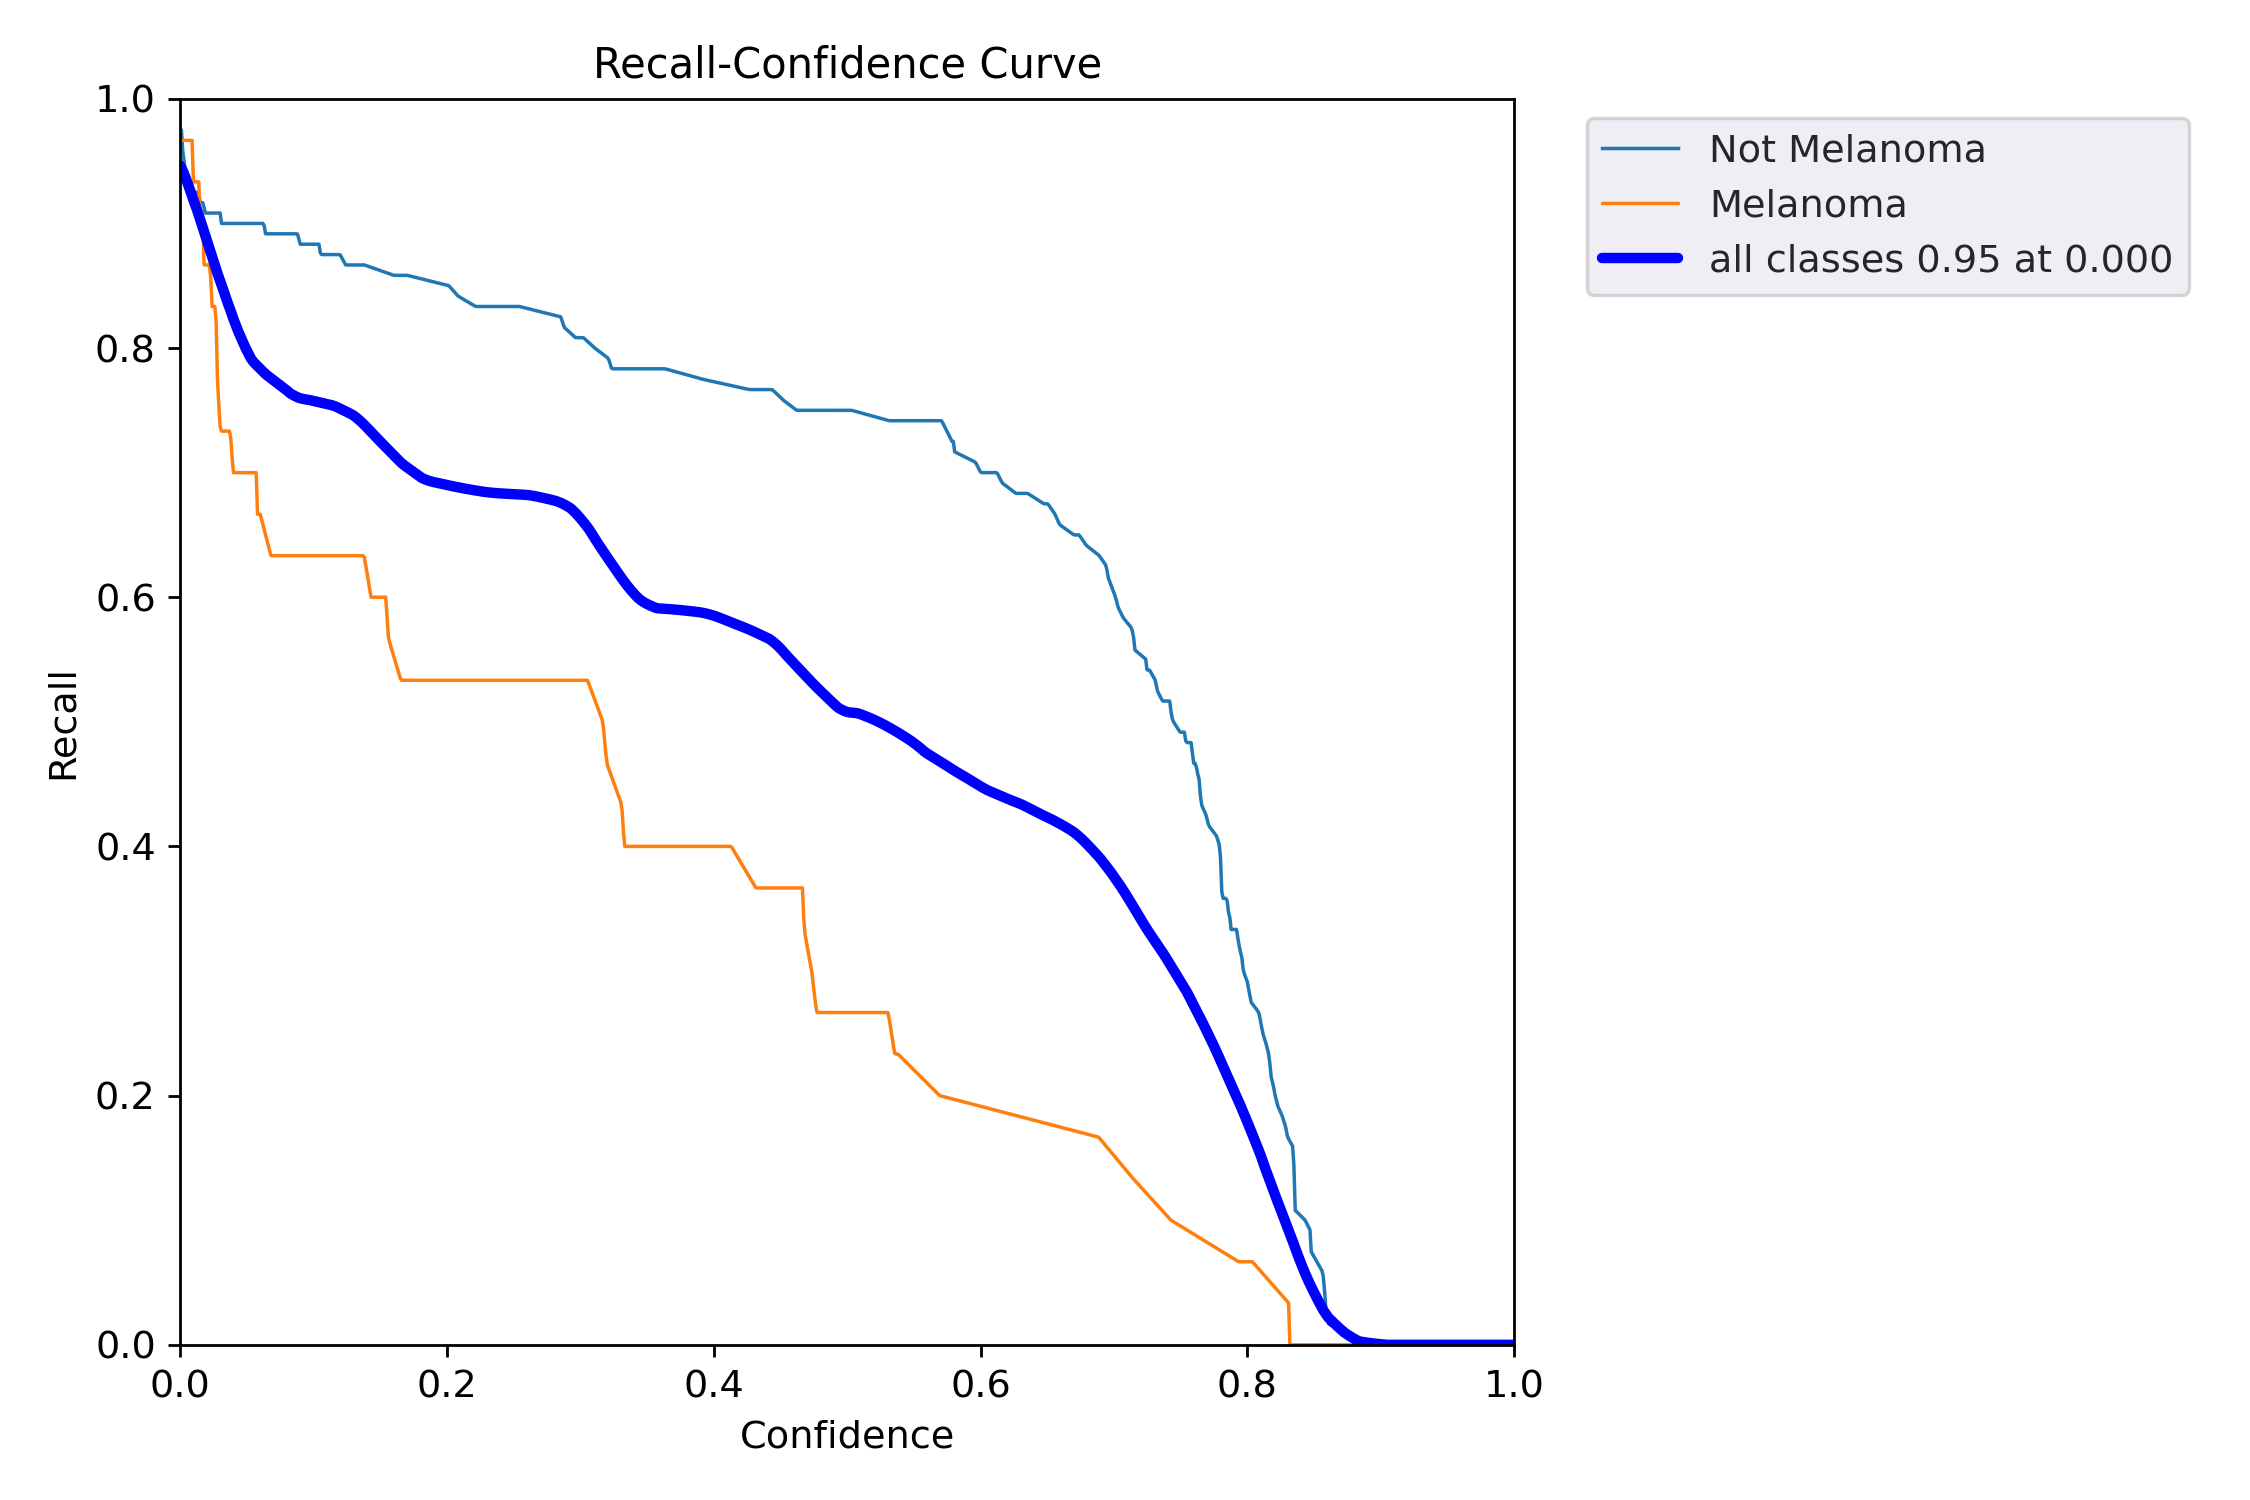 Recall-Confidence Curve
1.0
0.8
0.6
0.4
0.2
0.0
Recall
0.0 0.2 0.4 0.6 0.8 1.0
Confidence
Not Melanoma
Melanoma
all classes 0.95 at 0.000